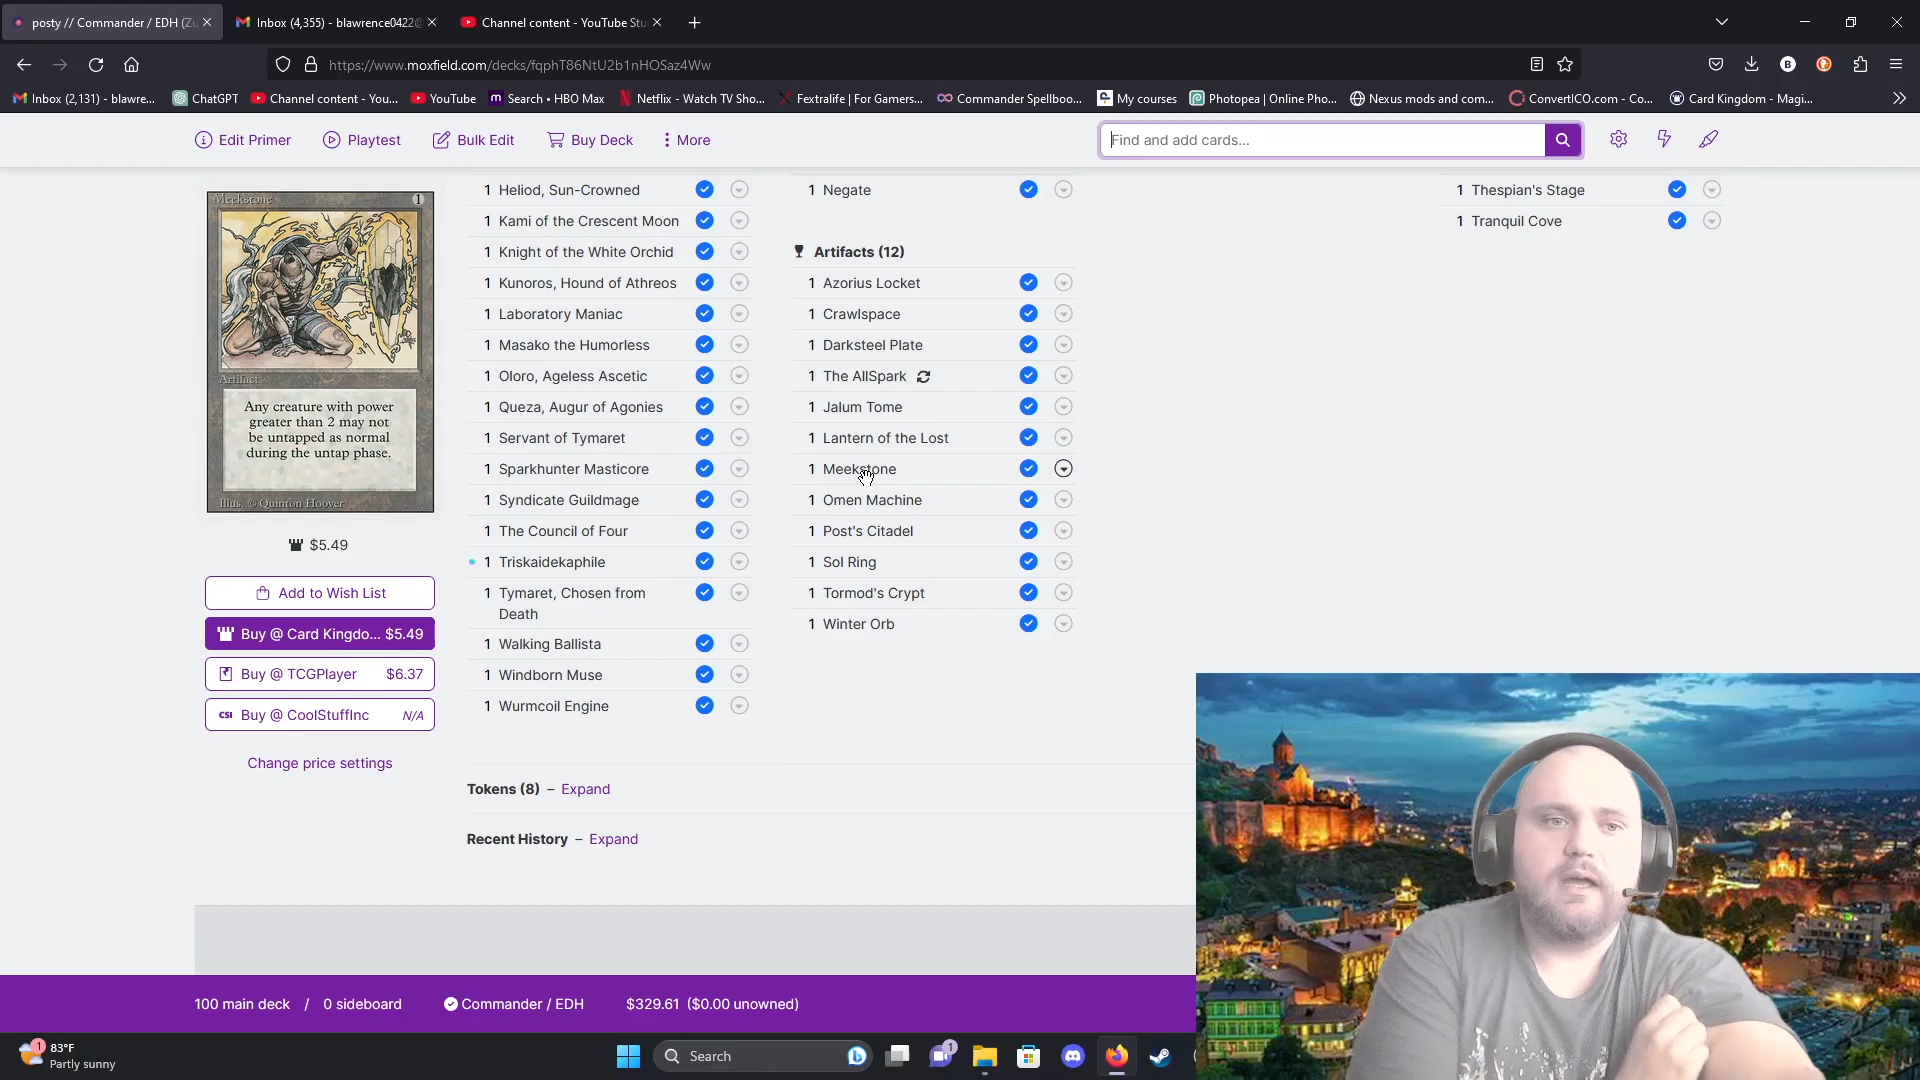 posty // Commander / EDH (Zu
Inbox (4,355) - blawrence0422@
Channel content - YouTube Stu
https://www.moxfield.com/decks/fqphT86NtU2b1nHOSaz4Ww
Inbox (2,131) - blawre...
ChatGPT
Channel content - You...
YouTube
Search • HBO Max
Netflix - Watch TV Sho...
Fextralife | For Gamers...
Commander Spellboo...
My courses
Photopea | Online Pho...
Nexus mods and com...
ConvertICO.com - Co...
Card Kingdom - Magi...
Edit Primer
Playtest
Bulk Edit
Buy Deck
More
Find and add cards...
Meekstone 1
Artifact
Any creature with power
greater than 2 may not
be untapped as normal
during the untap phase.
Illus. © Quinton Hoover
$5.49
Add to Wish List
Buy @ Card Kingdo... $5.49
Buy @ TCGPlayer $6.37
CSI Buy @ CoolStuffInc N/A
Change price settings
1 Heliod, Sun-Crowned
1 Kami of the Crescent Moon
1 Knight of the White Orchid
1 Kunoros, Hound of Athreos
1 Laboratory Maniac
1 Masako the Humorless
1 Oloro, Ageless Ascetic
1 Queza, Augur of Agonies
1 Servant of Tymaret
1 Sparkhunter Masticore
1 Syndicate Guildmage
1 The Council of Four
1 Triskaidekaphile
1 Tymaret, Chosen from
Death
1 Walking Ballista
1 Windborn Muse
1 Wurmcoil Engine
1 Negate
Artifacts (12)
1 Azorius Locket
1 Crawlspace
1 Darksteel Plate
1 The AllSpark
1 Jalum Tome
1 Lantern of the Lost
1 Meekstone
1 Omen Machine
1 Post's Citadel
1 Sol Ring
1 Tormod's Crypt
1 Winter Orb
1 Thespian's Stage
1 Tranquil Cove
Tokens (8) – Expand
Recent History – Expand
100 main deck / 0 sideboard
Commander / EDH
$329.61 ($0.00 unowned)
1
83°F
Partly sunny
Search
1